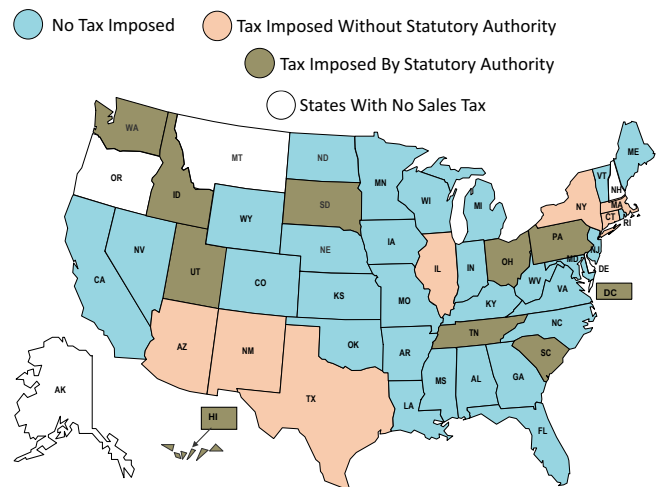 No Tax Imposed
Tax Imposed Without Statutory Authority
Tax Imposed By Statutory Authority
States With No Sales Tax
WA
MT
ND
ME
OR
MN
VT
NH
ID
SD
WI
MI
NY
MA
WY
CT
RI
IA
PA
NJ
NV
NE
OH
MD
DE
UT
IL
IN
CA
CO
WV
VA
DC
KS
MO
KY
NC
TN
AZ
NM
OK
AR
SC
MS
AL
GA
AK
TX
LA
HI
FL